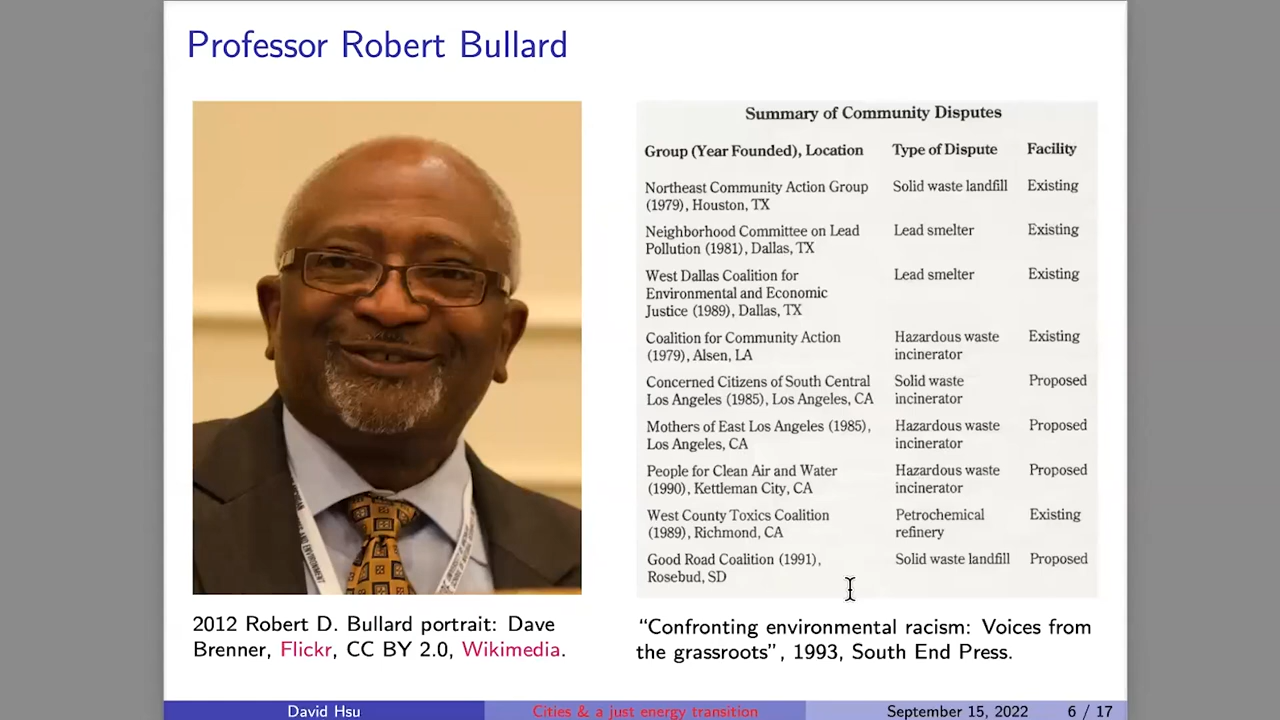 Professor Robert Bullard
2012 Robert D. Bullard portrait: Dave
Brenner, Flickr, CC BY 2.0, Wikimedia.
Summary of Community Disputes
Group (Year Founded), Location Type of Dispute Facility
Northeast Community Action Group Solid waste landfill Existing
(1979), Houston, TX
Neighborhood Committee on Lead Lead smelter Existing
Pollution (1981), Dallas, TX
West Dallas Coalition for Lead smelter Existing
Environmental and Economic
Justice (1989), Dallas, TX
Coalition for Community Action Hazardous waste Existing
(1979), Alsen, LA incinerator
Concerned Citizens of South Central Solid waste Proposed
Los Angeles (1985), Los Angeles, CA incinerator
Mothers of East Los Angeles (1985), Hazardous waste Proposed
Los Angeles, CA incinerator
People for Clean Air and Water Hazardous waste Proposed
(1990), Kettleman City, CA incinerator
West County Toxics Coalition Petrochemical Existing
(1989), Richmond, CA refinery
Good Road Coalition (1991), Solid waste landfill Proposed
Rosebud, SD
“Confronting environmental racism: Voices from
the grassroots”, 1993, South End Press.
David Hsu Cities & a just energy transition September 15, 2022 6 / 17